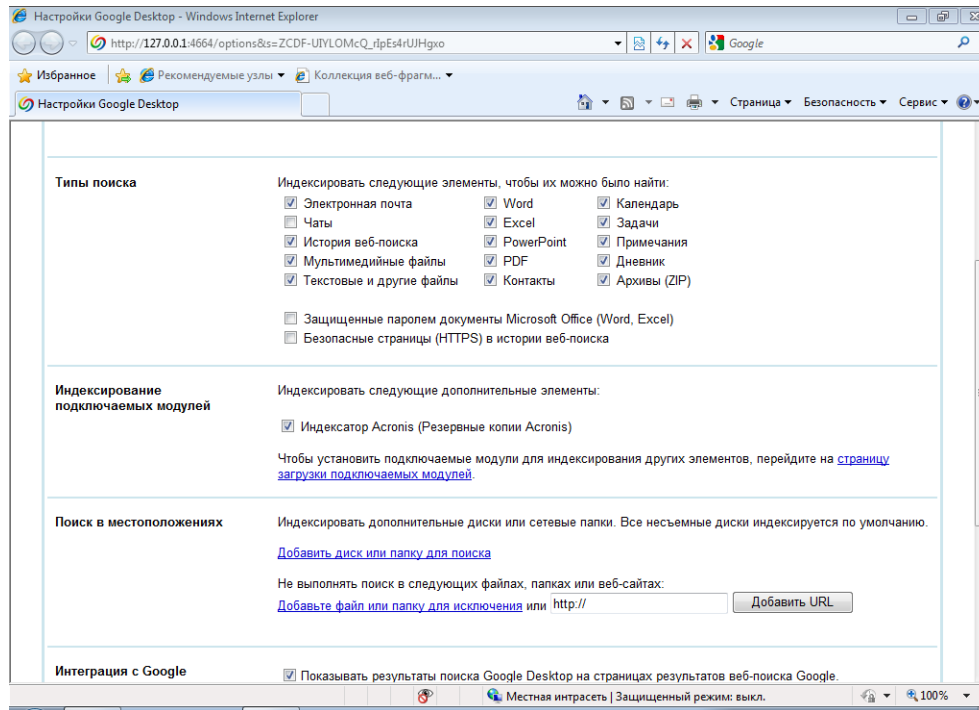 Настройки Google Desktop - Windows Internet Explorer
http://127.0.0.1:4664/options&s=ZCDF-UIYLOMcQ_rIpEs4rUJHgxo
Google
Избранное
Рекомендуемые узлы
Коллекция веб-фрагм...
Настройки Google Desktop
Страница
Безопасность
Сервис
Типы поиска
Индексировать следующие элементы, чтобы их можно было найти:
Электронная почта Word Календарь
Чаты Excel Задачи
История веб-поиска PowerPoint Примечания
Мультимедийные файлы PDF Дневник
Текстовые и другие файлы Контакты Архивы (ZIP)
Защищенные паролем документы Microsoft Office (Word, Excel)
Безопасные страницы (HTTPS) в истории веб-поиска
Индексирование
подключаемых модулей
Индексировать следующие дополнительные элементы:
Индексатор Acronis (Резервные копии Acronis)
Чтобы установить подключаемые модули для индексирования других элементов, перейдите на страницу
загрузки подключаемых модулей.
Поиск в местоположениях
Индексировать дополнительные диски или сетевые папки. Все несъемные диски индексируется по умолчанию.
Добавить диск или папку для поиска
Не выполнять поиск в следующих файлах, папках или веб-сайтах:
Добавьте файл или папку для исключения или http:// Добавить URL
Интеграция с Google
Показывать результаты поиска Google Desktop на страницах результатов веб-поиска Google.
Местная интрасеть | Защищенный режим: выкл.
100%